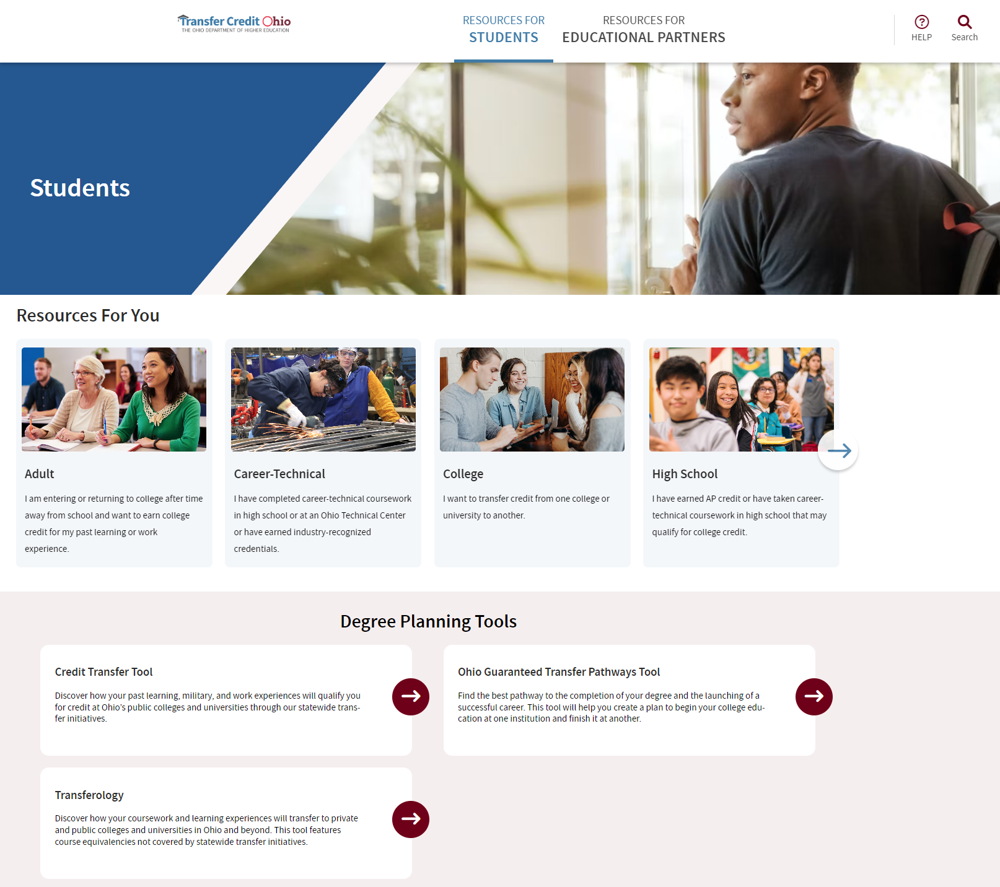 Transfer Credit Ohio
THE OHIO DEPARTMENT OF HIGHER EDUCATION
RESOURCES FOR
STUDENTS
RESOURCES FOR
EDUCATIONAL PARTNERS
HELP
Search
Students
Resources For You
Adult
I am entering or returning to college after time
away from school and want to earn college
credit for my past learning or work
experience.
Career-Technical
I have completed career-technical coursework
in high school or at an Ohio Technical Center
or have earned industry-recognized
credentials.
College
I want to transfer credit from one college or
university to another.
High School
I have earned AP credit or have taken career-
technical coursework in high school that may
qualify for college credit.
Degree Planning Tools
Credit Transfer Tool
Discover how your past learning, military, and work experiences will qualify you
for credit at Ohio's public colleges and universities through our statewide trans-
fer initiatives.
Ohio Guaranteed Transfer Pathways Tool
Find the best pathway to the completion of your degree and the launching of a
successful career. This tool will help you create a plan to begin your college edu-
cation at one institution and finish it at another.
Transferology
Discover how your coursework and learning experiences will transfer to private
and public colleges and universities in Ohio and beyond. This tool features
course equivalencies not covered by statewide transfer initiatives.